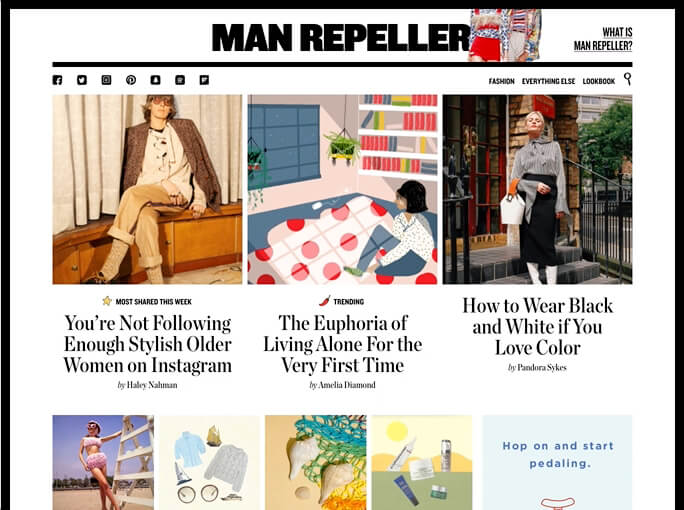 MAN REPELLER
WHAT IS
MAN REPELLER?
FASHION EVERYTHING ELSE LOOKBOOK
MOST SHARED THIS WEEK
You’re Not Following
Enough Stylish Older
Women on Instagram
by Haley Nahman
TRENDING
The Euphoria of
Living Alone For the
Very First Time
by Amelia Diamond
How to Wear Black
and White if You
Love Color
by Pandora Sykes
Hop on and start
pedaling.